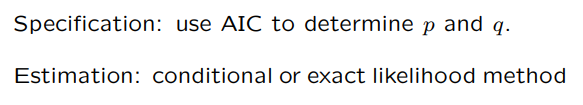 Specification: use AIC to determine p and q.
Estimation: conditional or exact likelihood method